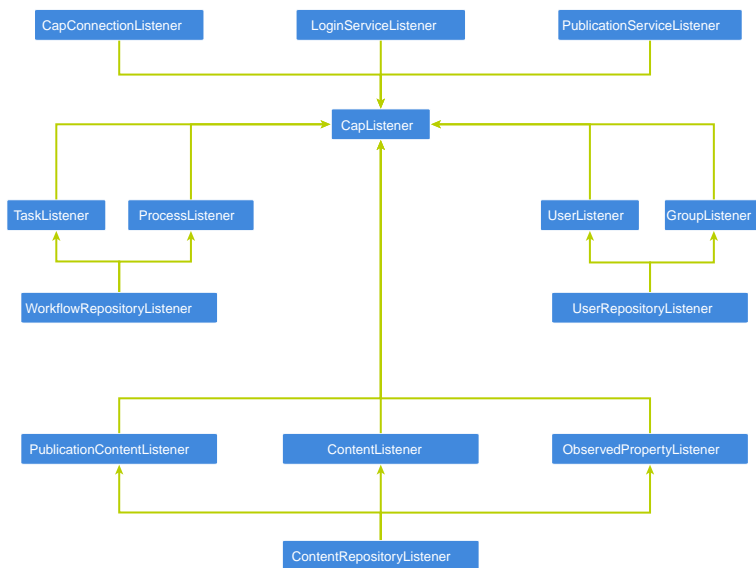 CapConnectionListener
LoginServiceListener
PublicationServiceListener
CapListener
TaskListener
ProcessListener
UserListener
GroupListener
WorkflowRepositoryListener
UserRepositoryListener
PublicationContentListener
ContentListener
ObservedPropertyListener
ContentRepositoryListener